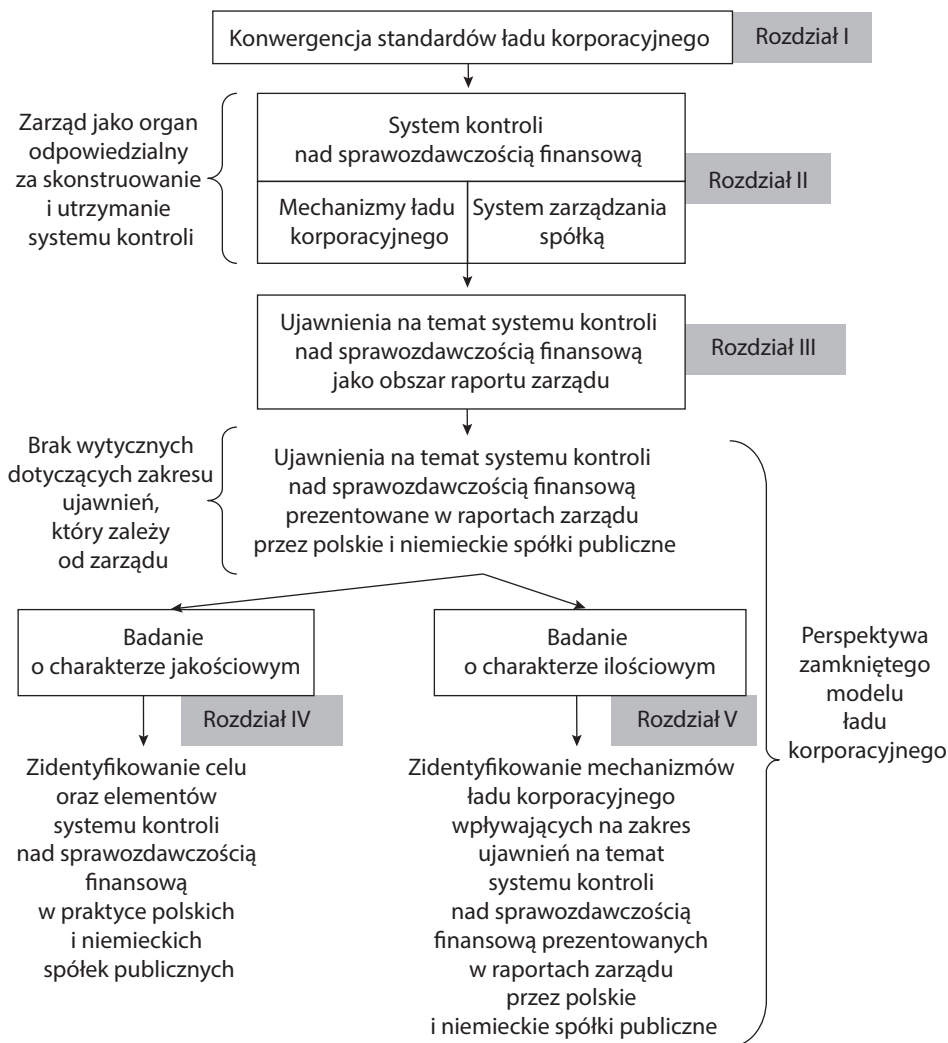 Konwergencja standardów ładu korporacyjnego
Rozdział I
Zarząd jako organ
odpowiedzialny
za skonstruowanie
i utrzymanie
systemu kontroli
System kontroli
nad sprawozdawczością finansową
Mechanizmy ładu
korporacyjnego
System zarządzania
spółką
Rozdział II
Ujawnienia na temat systemu kontroli
nad sprawozdawczością finansową
jako obszar raportu zarządu
Rozdział III
Brak wytycznych
dotyczących zakresu
ujawnień,
który zależy
od zarządu
Ujawnienia na temat systemu kontroli
nad sprawozdawczością finansową
prezentowane w raportach zarządu
przez polskie i niemieckie spółki publiczne
Badanie
o charakterze jakościowym
Rozdział IV
Zidentyfikowanie celu
oraz elementów
systemu kontroli
nad sprawozdawczością
finansową
w praktyce polskich
i niemieckich
spółek publicznych
Badanie
o charakterze ilościowym
Rozdział V
Zidentyfikowanie mechanizmów
ładu korporacyjnego
wpływających na zakres
ujawnień na temat
systemu kontroli
nad sprawozdawczością
finansową prezentowanych
w raportach zarządu
przez polskie
i niemieckie spółki publiczne
Perspektywa
zamkniętego
modelu
ładu
korporacyjnego